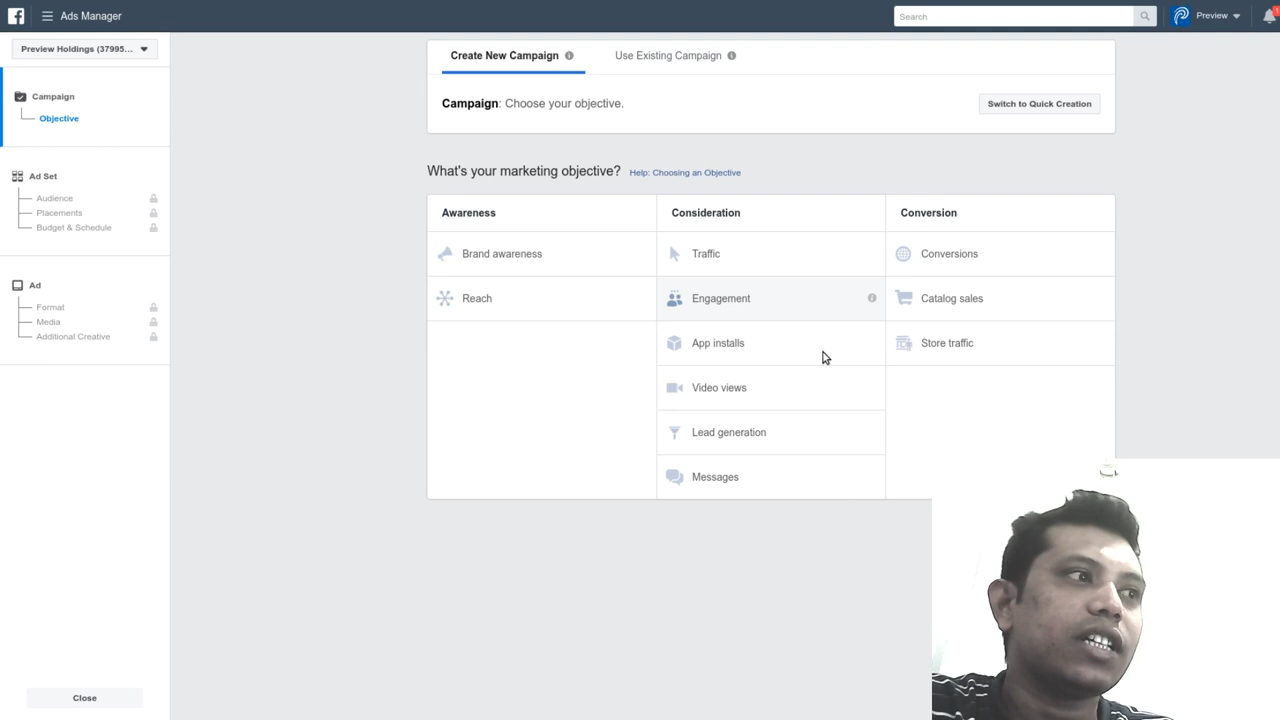 Ads Manager
Search
Preview
1
Preview Holdings (37995...
Campaign
Objective
Ad Set
Audience
Placements
Budget & Schedule
Ad
Format
Media
Additional Creative
Close
Create New Campaign
Use Existing Campaign
Campaign: Choose your objective.
Switch to Quick Creation
What's your marketing objective? Help: Choosing an Objective
Awareness
Consideration
Conversion
Brand awareness
Traffic
Conversions
Reach
Engagement
Catalog sales
App installs
Store traffic
Video views
Lead generation
Messages